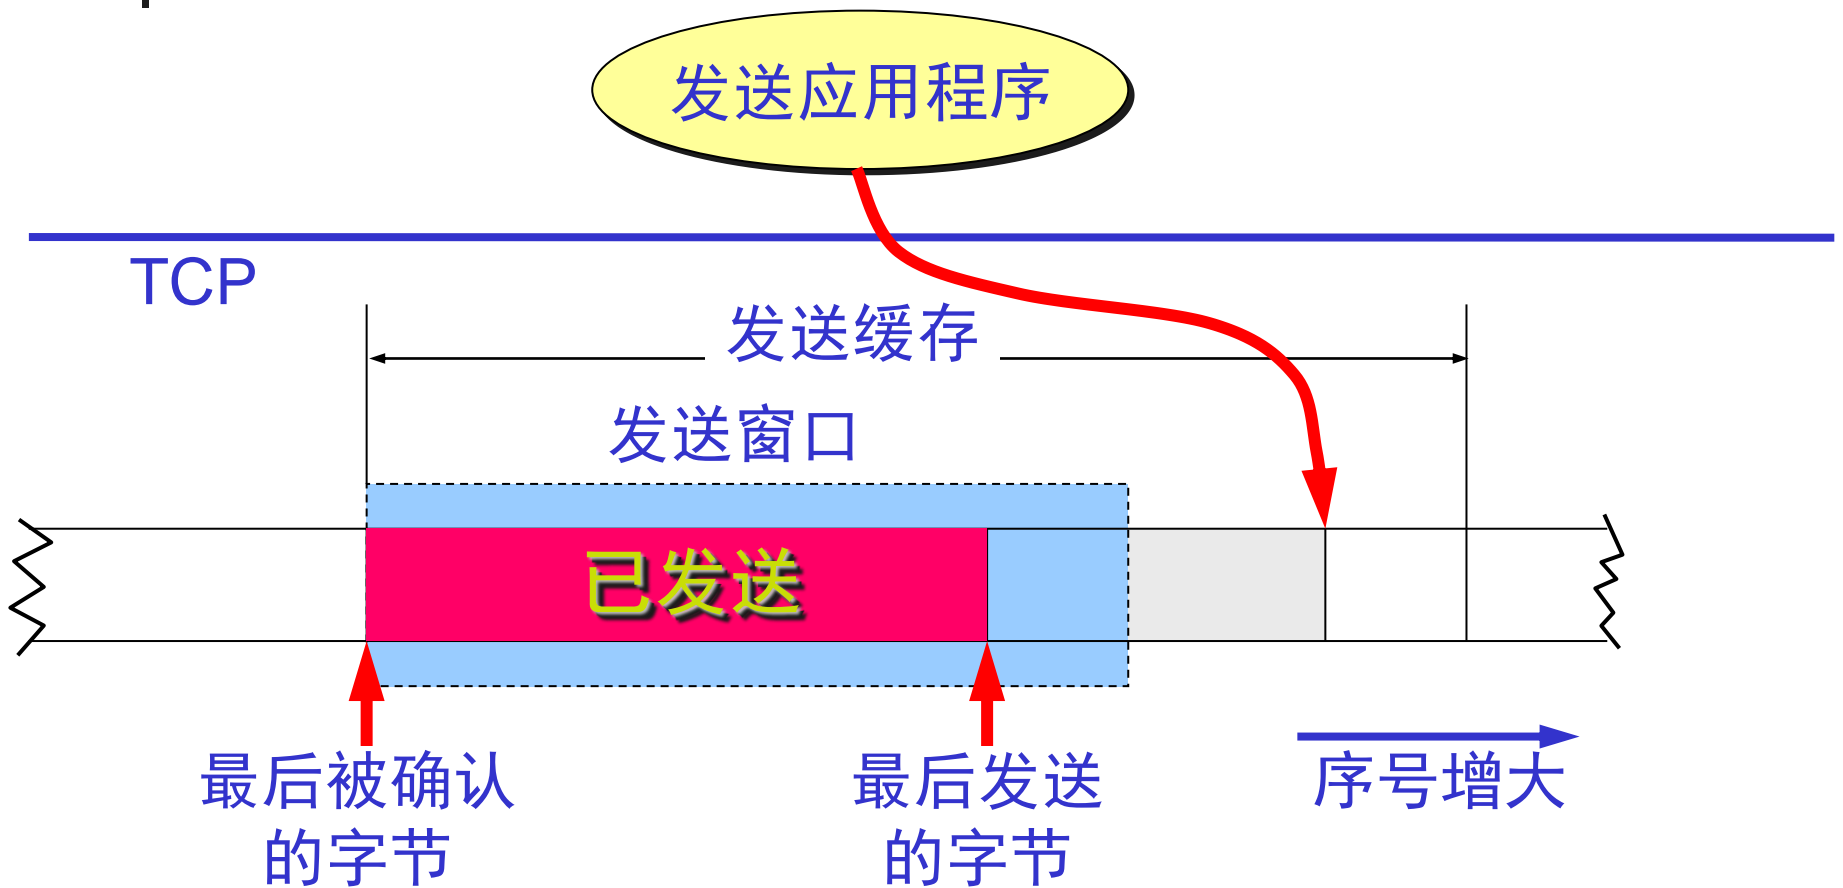 发送应用程序
TCP
发送缓存
发送窗口
已发送
最后被确认
的字节
最后发送
的字节
序号增大